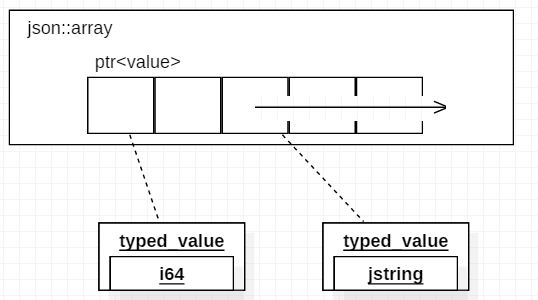 json::array
ptr<value>
typed_value
typed_value
i64
jstring